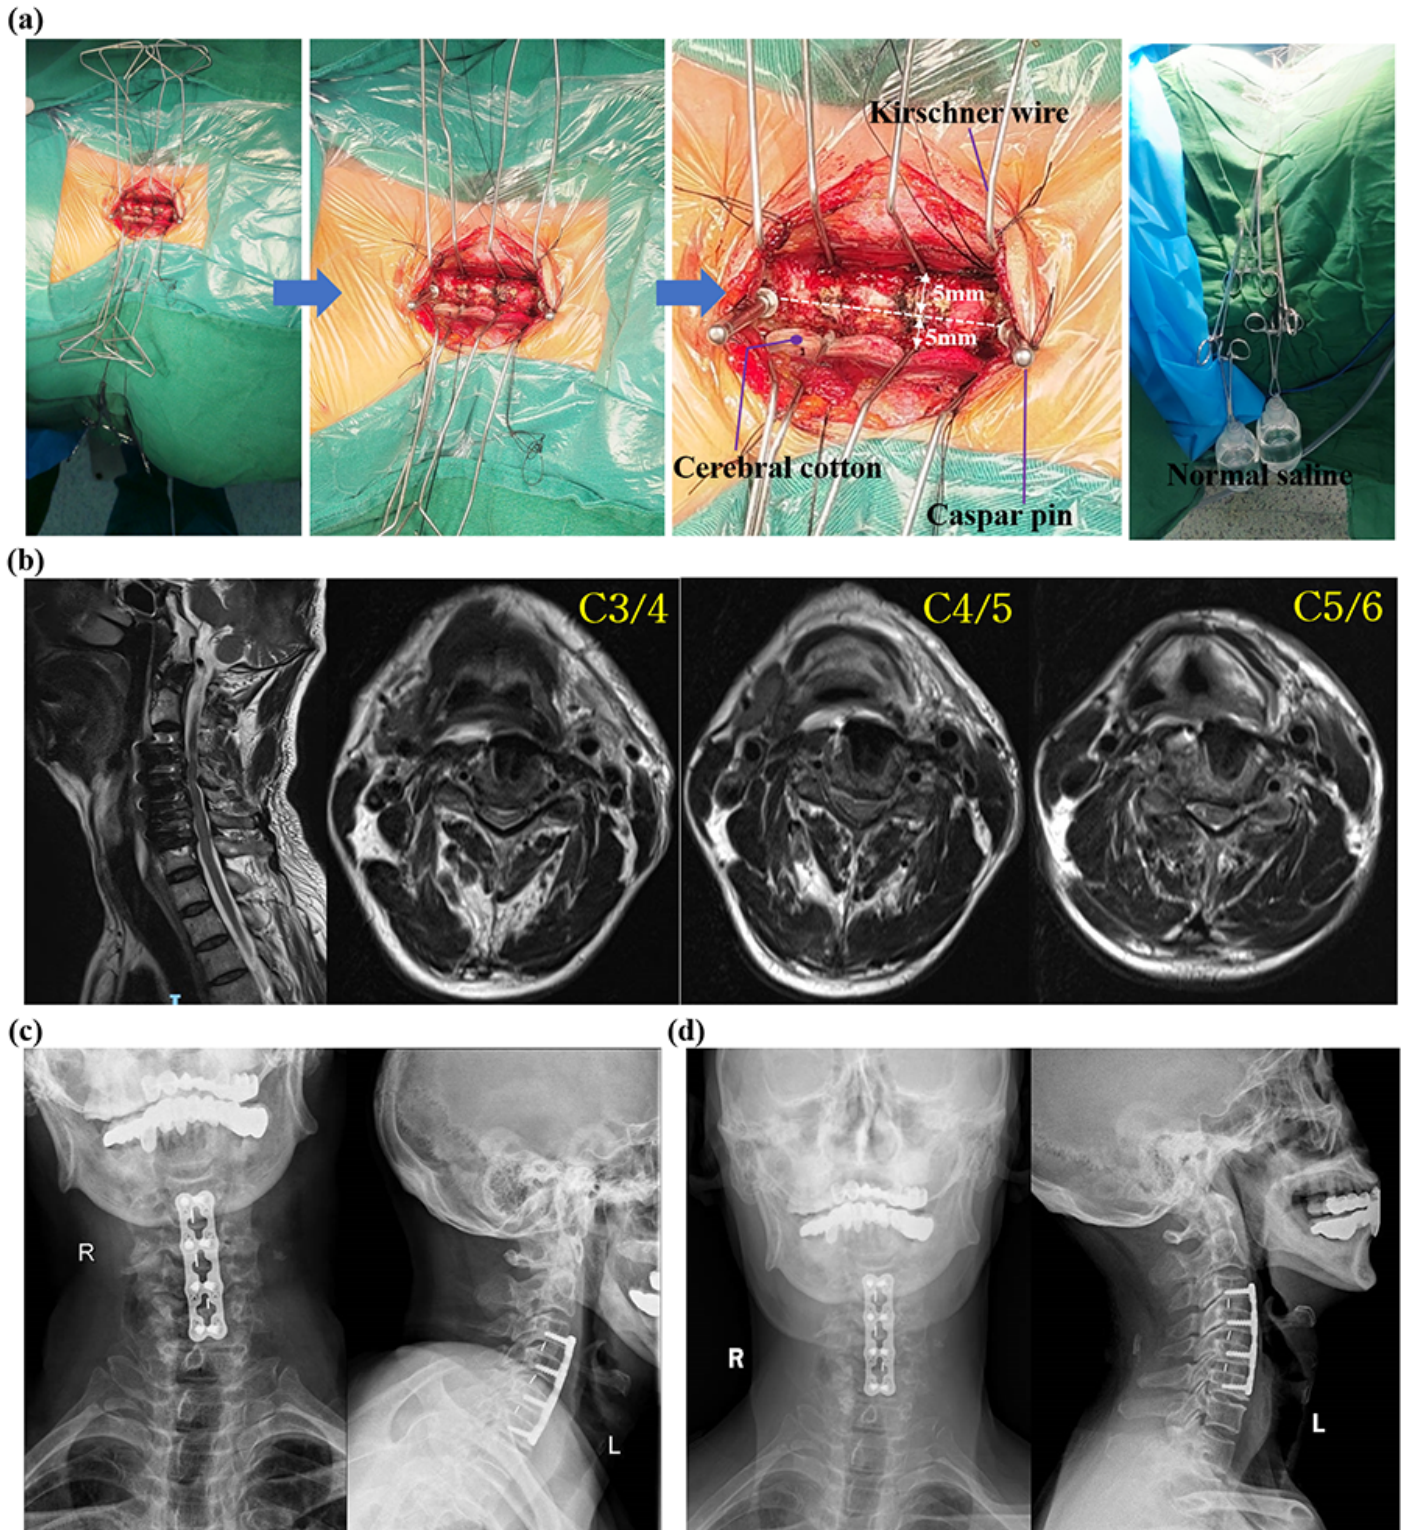 (a)
Kirschner wire
5mm
5mm
Cerebral cotton
Caspar pin
Normal saline
(b)
C3/4
C4/5
C5/6
(c)
R
L
(d)
R
L